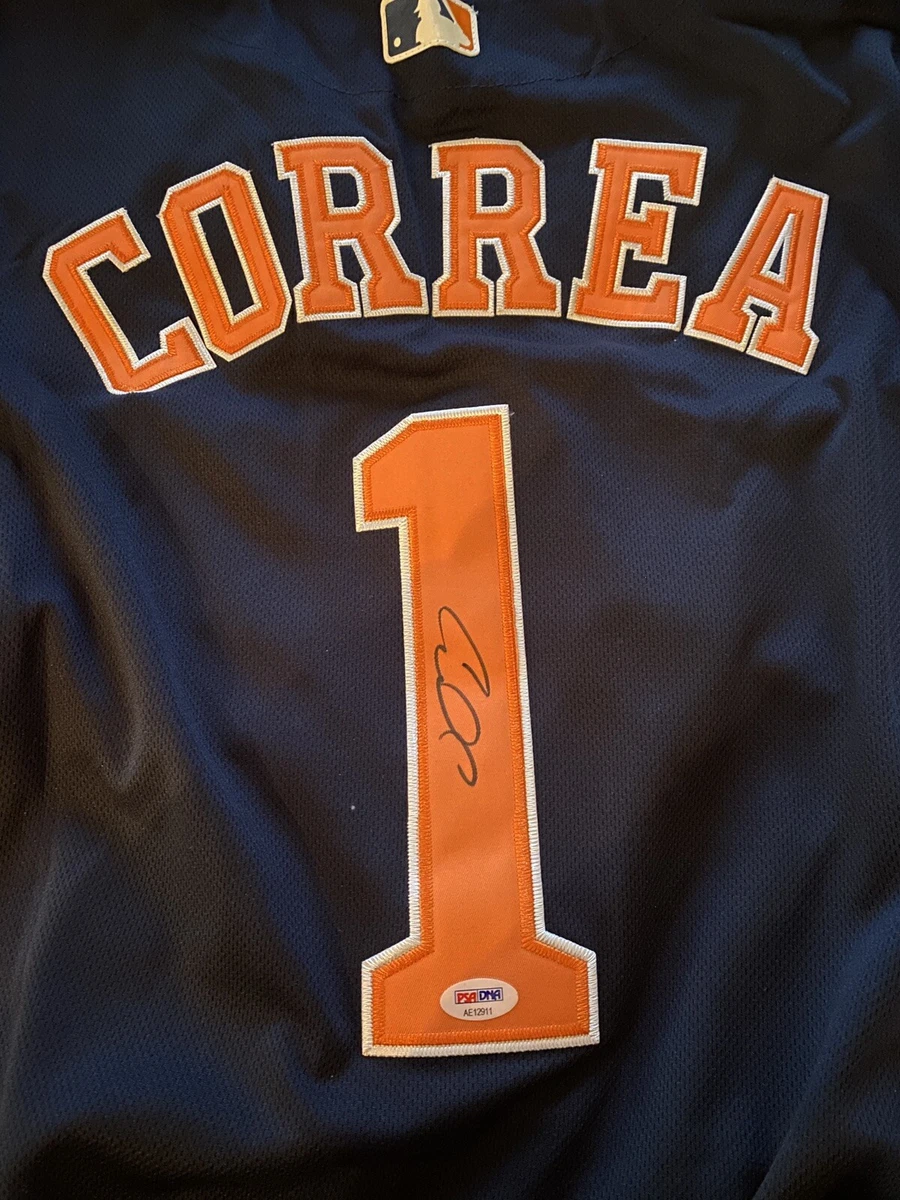 CORREA
1
PSA DNA
AE12911